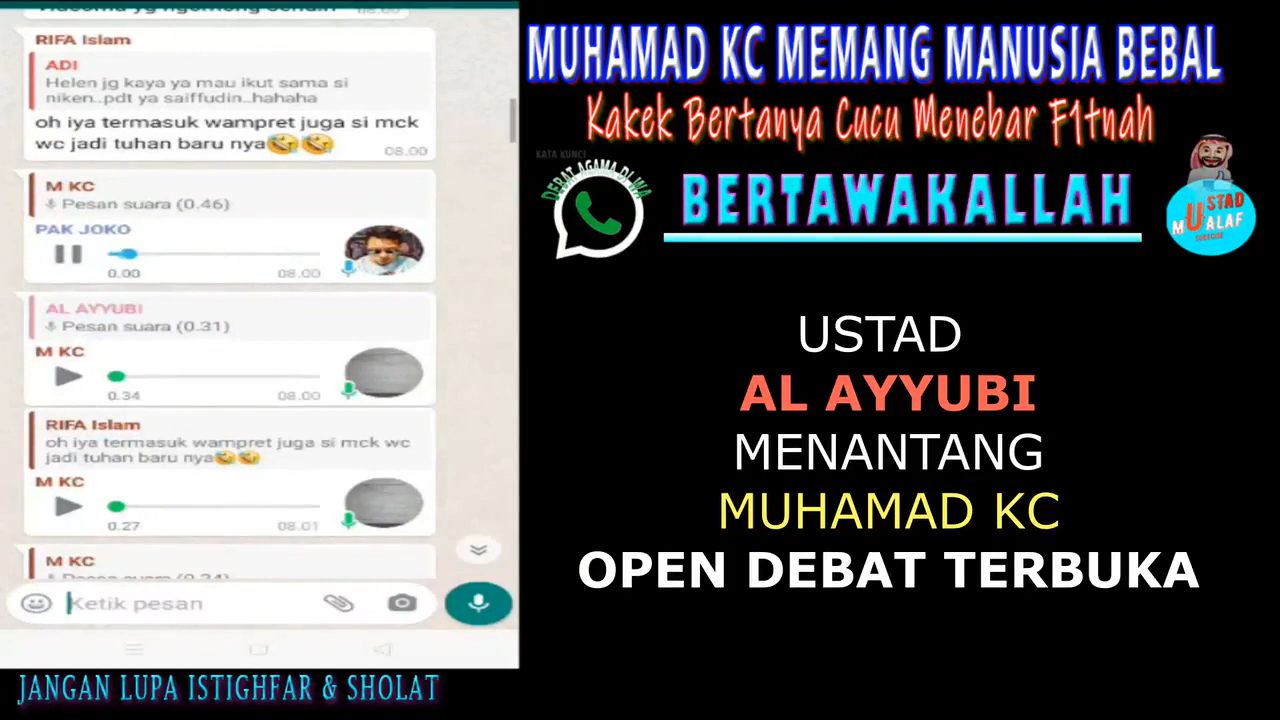 RIFA Islam
ADI
Helen jg kaya ya mau ikut sama si
niken..pdt ya saiffudin..hahaha
oh iya termasuk wampret juga si mck
wc jadi tuhan baru nya🤣🤣
08.00
M KC
Pesan suara (0.46)
PAK JOKO
0.00
08.00
AL AYYUBI
Pesan suara (0.31)
M KC
0.34
08.00
RIFA Islam
oh iya termasuk wampret juga si mck wc
jadi tuhan baru nya🤣🤣
M KC
0.27
08.01
M KC
Ketik pesan
JANGAN LUPA ISTIGHFAR & SHOLAT
MUHAMAD KC MEMANG MANUSIA BEBAL
Kakek Bertanya Cucu Menebar F1tnah
KATA KUNCI
DEBAT AGAMA DI WA
BERTAWAKALLAH
USTAD
MUALAF
USTAD
AL AYYUBI
MENANTANG
MUHAMAD KC
OPEN DEBAT TERBUKA